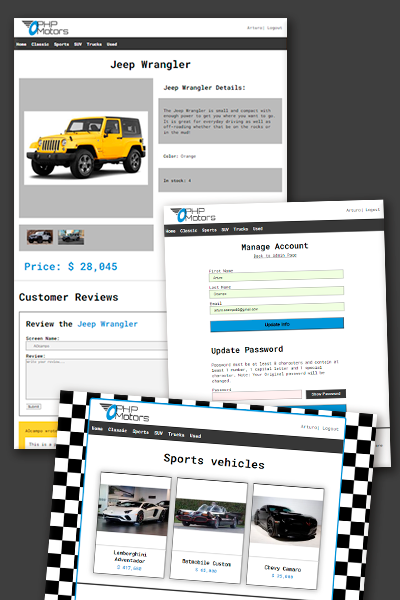 PHP
Motors
Arturo| Logout
Home Classic Sports SUV Trucks Used
Jeep Wrangler
Jeep Wrangler Details:
The Jeep Wrangler is small and compact with
enough power to get you where you want to go.
It is great for everyday driving as well as
off-roading whether that be on the rocks or
in the mud!
Color: Orange
In stock: 4
Price: $ 28,045
Customer Reviews
Review the Jeep Wrangler
Screen Name:
Review:
PHP
Motors
Arturo| Logout
Home Classic Sports SUV Trucks Used
Manage Account
Back to Admin Page
First Name
Arturo
Last Name
Email
Update Info
Update Password
Password must be at least 8 characters and contain at
least 1 number, 1 capital letter and 1 special
character. Note: Your Original password will be
changed
Password
Show Password
PHP
Motors
Arturo| Logout
Home Classic Sports SUV Trucks Used
Sports vehicles
Lamborghini
Adventador
$ 417,650
Batmobile Custom
$ 65,000
Chevy Camaro
$ 25,000